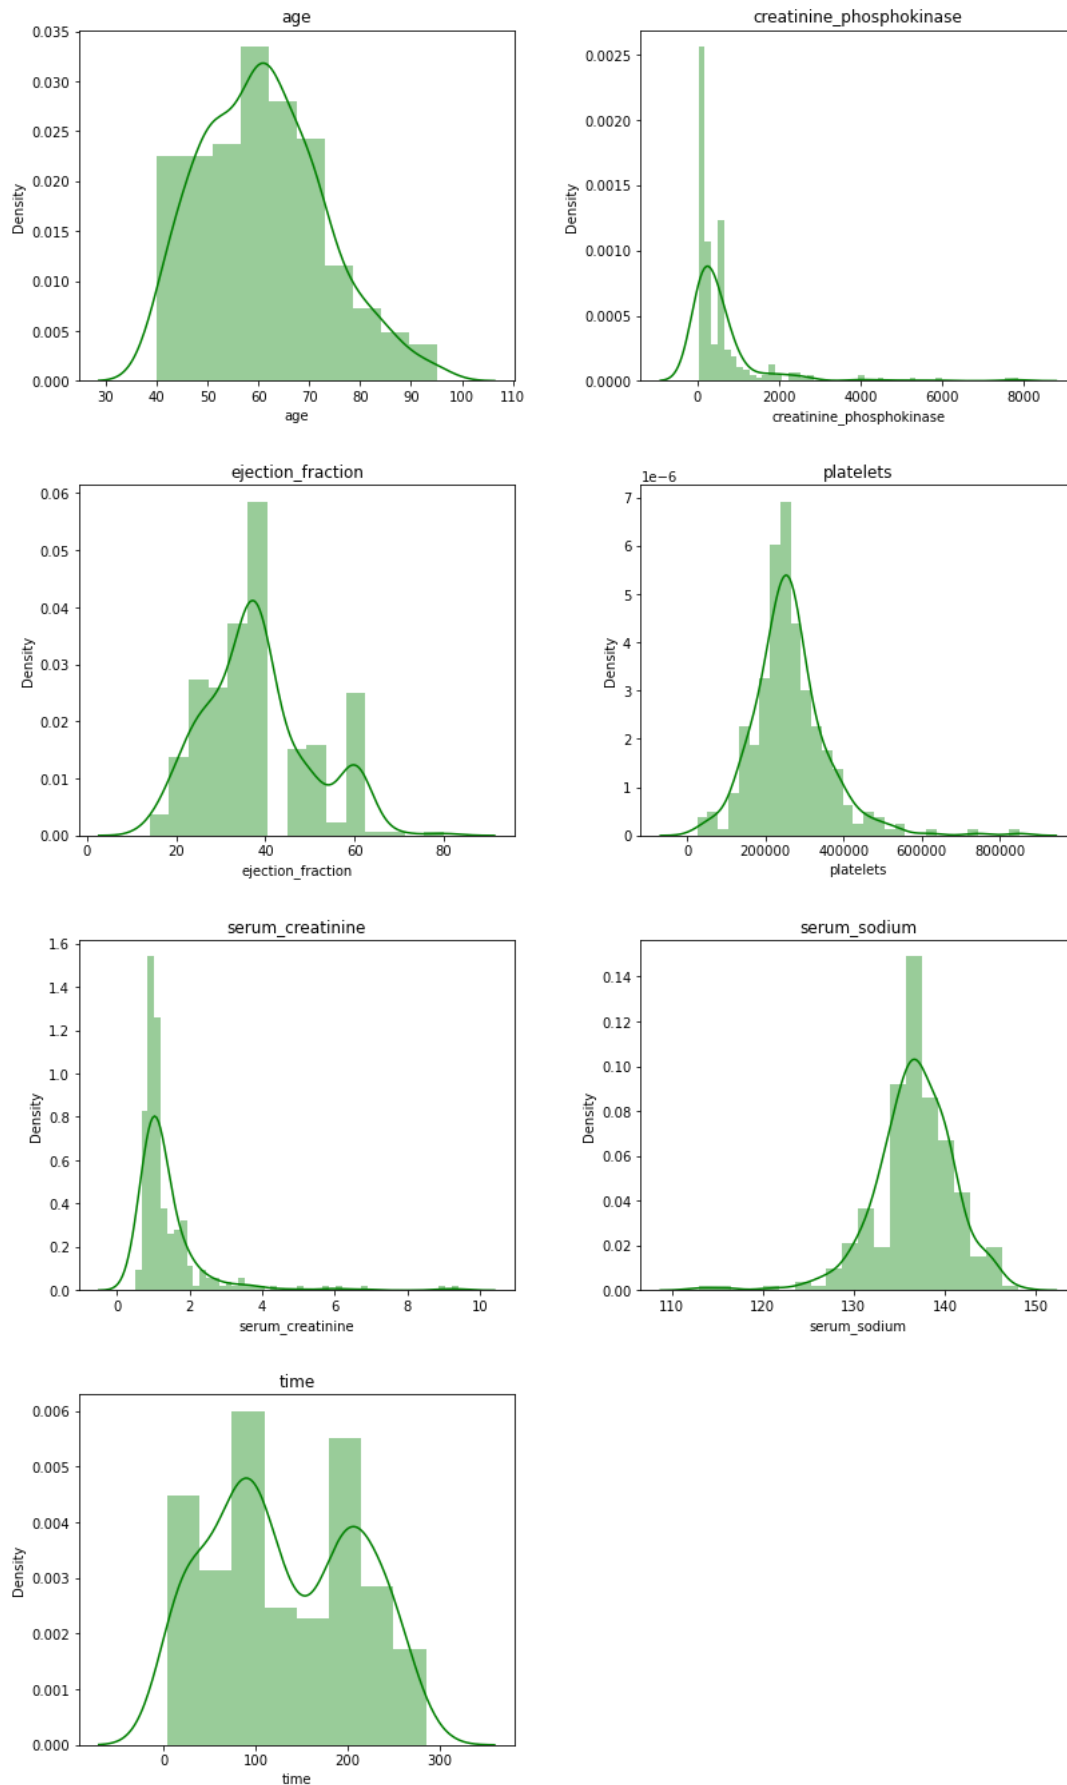 age
0.035
0.030
0.025
0.020
0.015
0.010
0.005
0.000
Density
30 40 50 60 70 80 90 100 110
age
creatinine_phosphokinase
0.0025
0.0020
0.0015
0.0010
0.0005
0.0000
Density
0 2000 4000 6000 8000
creatinine_phosphokinase
ejection_fraction
0.06
0.05
0.04
0.03
0.02
0.01
0.00
Density
0 20 40 60 80
ejection_fraction
platelets
1e−6
7
6
5
4
3
2
1
0
Density
0 200000 400000 600000 800000
platelets
serum_creatinine
1.6
1.4
1.2
1.0
0.8
0.6
0.4
0.2
0.0
Density
0 2 4 6 8 10
serum_creatinine
serum_sodium
0.14
0.12
0.10
0.08
0.06
0.04
0.02
0.00
Density
110 120 130 140 150
serum_sodium
time
0.006
0.005
0.004
0.003
0.002
0.001
0.000
Density
0 100 200 300
time